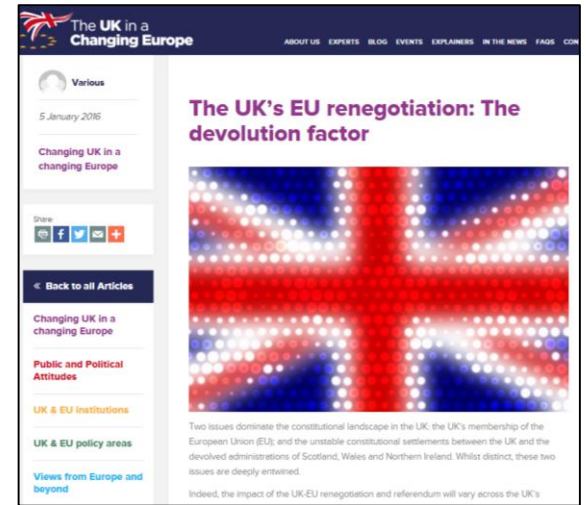 The UK in a
Changing Europe
ABOUT US EXPERTS BLOG EVENTS EXPLAINERS IN THE NEWS FAQS CON
Various
5 January 2016
Changing UK in a
changing Europe
Share:
« Back to all Articles
Changing UK in a
changing Europe
Public and Political
Attitudes
UK & EU institutions
UK & EU policy areas
Views from Europe and
beyond
The UK's EU renegotiation: The
devolution factor
Two issues dominate the constitutional landscape in the UK: the UK's membership of the
European Union (EU); and the unstable constitutional settlements between the UK and the
devolved administrations of Scotland, Wales and Northern Ireland. Whilst distinct, these two
issues are deeply entwined.
Indeed, the impact of the UK-EU renegotiation and referendum will vary across the UK's